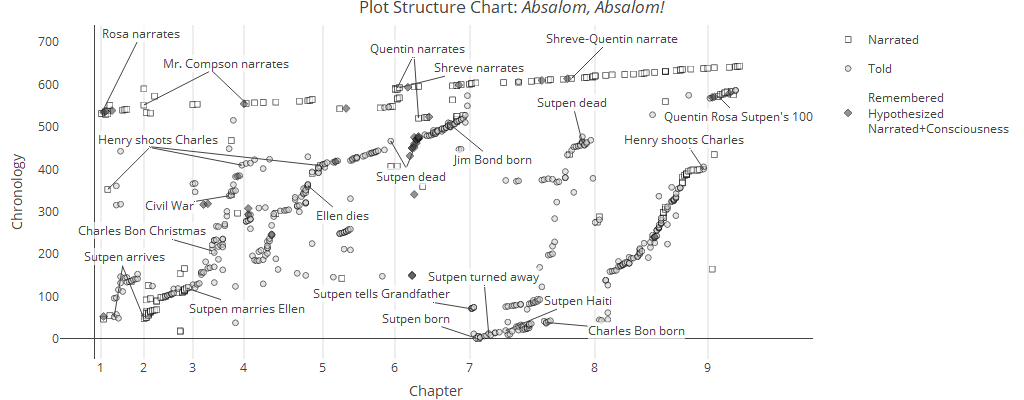 Plot Structure Chart: Absalom, Absalom!
700
600
500
400
300
200
100
0
Chronology
Rosa narrates
Mr. Compson narrates
Quentin narrates
Shreve narrates
Shreve-Quentin narrate
Sutpen dead
Quentin Rosa Sutpen's 100
Henry shoots Charles
Henry shoots Charles
Jim Bond born
Sutpen dead
Civil War
Ellen dies
Charles Bon Christmas
Sutpen arrives
Sutpen turned away
Sutpen tells Grandfather
Sutpen Haiti
Sutpen marries Ellen
Sutpen born
Charles Bon born
1
2
3
4
5
6
7
8
9
Chapter
Narrated
Told
Remembered
Hypothesized
Narrated+Consciousness